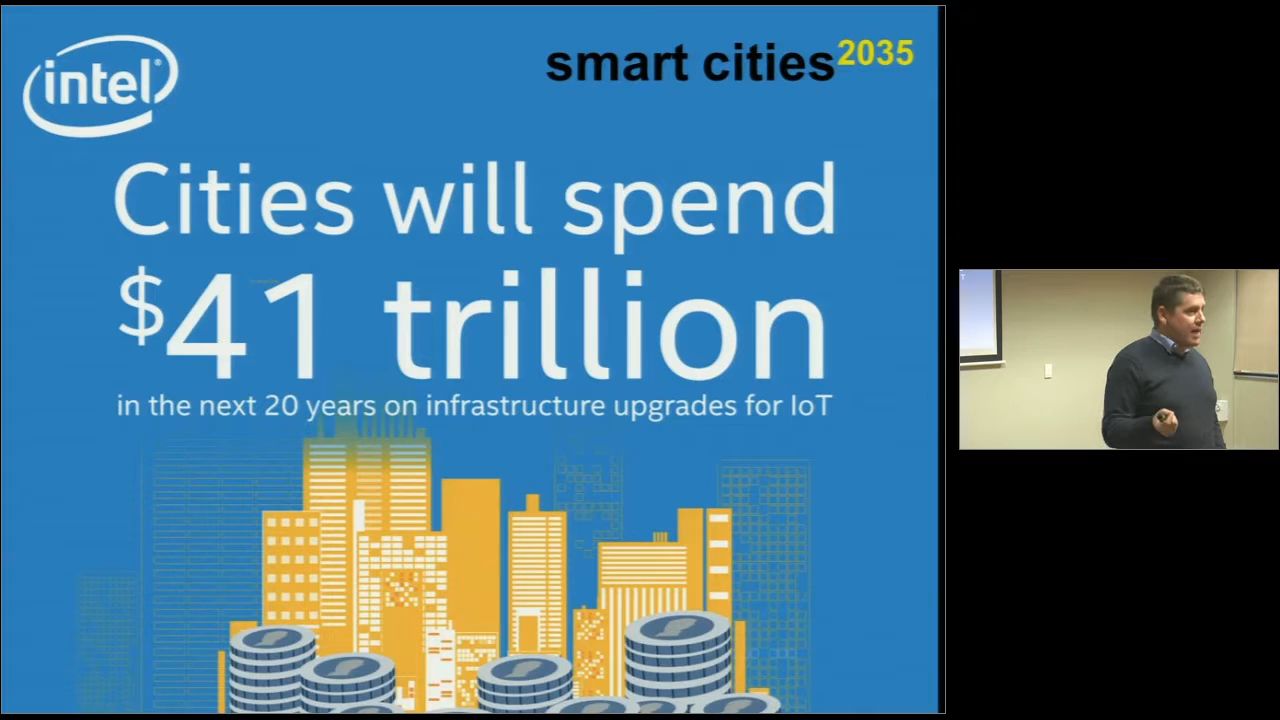 intel
smart cities2035
Cities will spend
$41 trillion
in the next 20 years on infrastructure upgrades for IoT